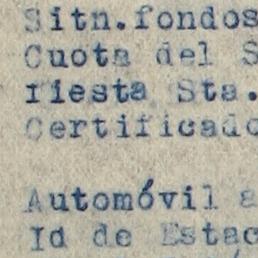 Sitn.fondos
Cuota del S
fiesta Sta.
Certificado
Automóvil a
Id de Estac